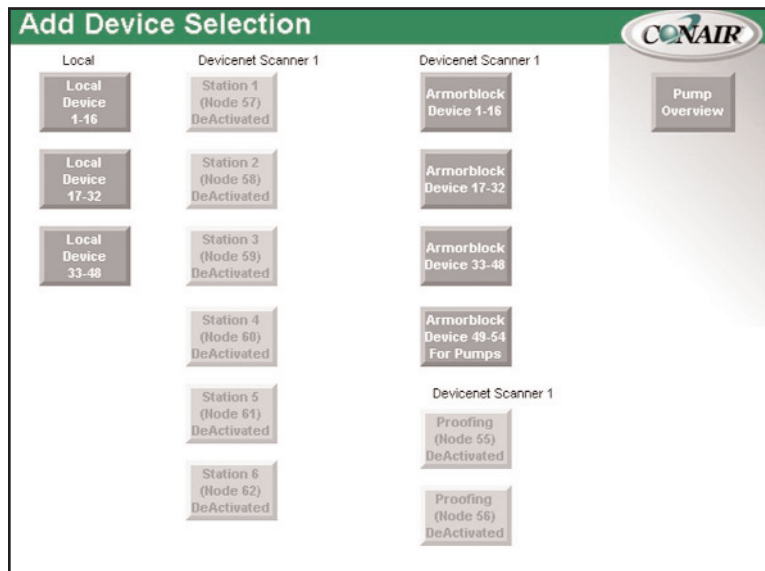 Add Device Selection
CONAIR
Local
Local
Device
1-16
Local
Device
17-32
Local
Device
33-48
Devicenet Scanner 1
Station 1
(Node 57)
DeActivated
Station 2
(Node 58)
DeActivated
Station 3
(Node 59)
DeActivated
Station 4
(Node 60)
DeActivated
Station 5
(Node 61)
DeActivated
Station 6
(Node 62)
DeActivated
Devicenet Scanner 1
Armorblock
Device 1-16
Armorblock
Device 17-32
Armorblock
Device 33-48
Armorblock
Device 49-54
For Pumps
Devicenet Scanner 1
Proofing
(Node 55)
DeActivated
Proofing
(Node 56)
DeActivated
Pump
Overview